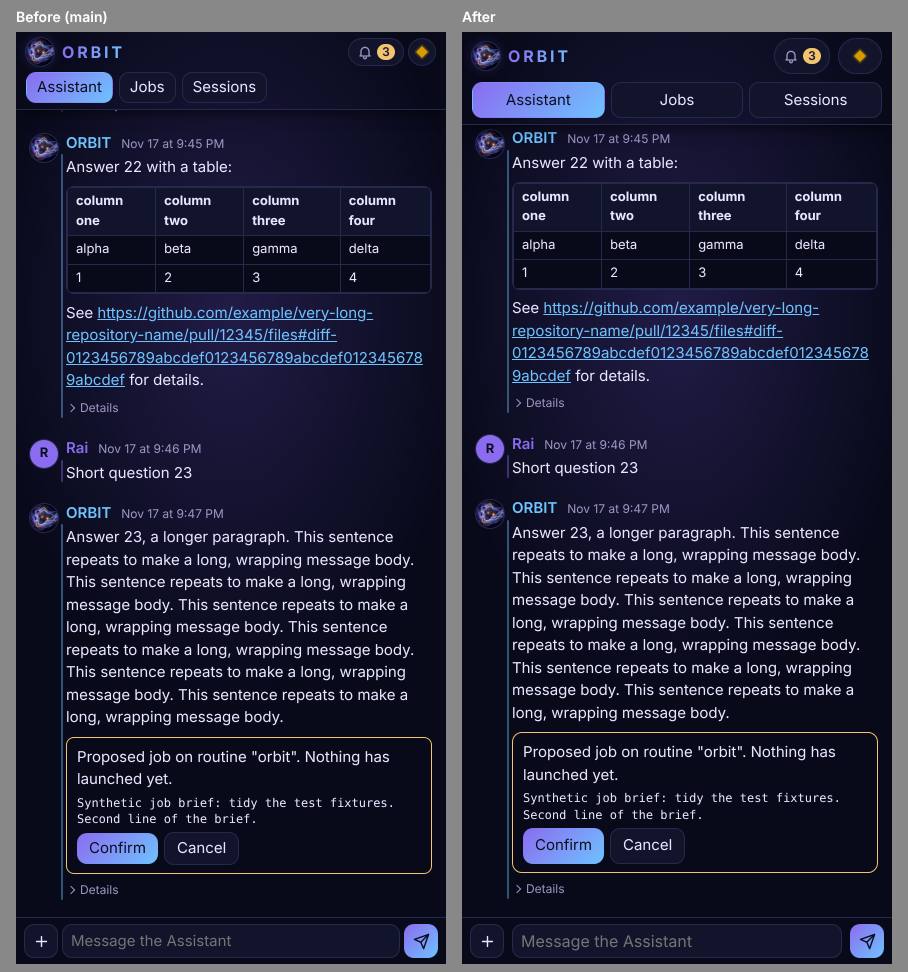 Before (main)
ORBIT
3
Assistant
Jobs
Sessions
ORBIT Nov 17 at 9:45 PM
Answer 22 with a table:
column one
column two
column three
column four
alpha
beta
gamma
delta
1
2
3
4
See https://github.com/example/very-long-
repository-name/pull/12345/files#diff-
0123456789abcdef0123456789abcdef012345678
9abcdef for details.
Details
R
Rai Nov 17 at 9:46 PM
Short question 23
ORBIT Nov 17 at 9:47 PM
Answer 23, a longer paragraph. This sentence
repeats to make a long, wrapping message body.
This sentence repeats to make a long, wrapping
message body. This sentence repeats to make a
long, wrapping message body. This sentence
repeats to make a long, wrapping message body.
This sentence repeats to make a long, wrapping
message body. This sentence repeats to make a
long, wrapping message body.
Proposed job on routine "orbit". Nothing has
launched yet.
Synthetic job brief: tidy the test fixtures.
Second line of the brief.
Confirm
Cancel
Details
+
Message the Assistant
After
ORBIT
3
Assistant
Jobs
Sessions
ORBIT Nov 17 at 9:45 PM
Answer 22 with a table:
column one
column two
column three
column four
alpha
beta
gamma
delta
1
2
3
4
See https://github.com/example/very-long-
repository-name/pull/12345/files#diff-
0123456789abcdef0123456789abcdef012345678
9abcdef for details.
Details
R
Rai Nov 17 at 9:46 PM
Short question 23
ORBIT Nov 17 at 9:47 PM
Answer 23, a longer paragraph. This sentence
repeats to make a long, wrapping message body.
This sentence repeats to make a long, wrapping
message body. This sentence repeats to make a
long, wrapping message body. This sentence
repeats to make a long, wrapping message body.
This sentence repeats to make a long, wrapping
message body. This sentence repeats to make a
long, wrapping message body.
Proposed job on routine "orbit". Nothing has
launched yet.
Synthetic job brief: tidy the test fixtures.
Second line of the brief.
Confirm
Cancel
Details
+
Message the Assistant